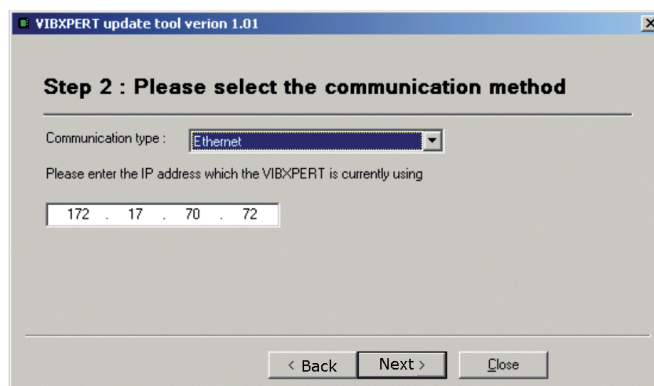 VIBXPERT update tool verion 1.01
Step 2 : Please select the communication method
Communication type : Ethernet
Please enter the IP address which the VIBXPERT is currently using
172 . 17 . 70 . 72
< Back Next > Close